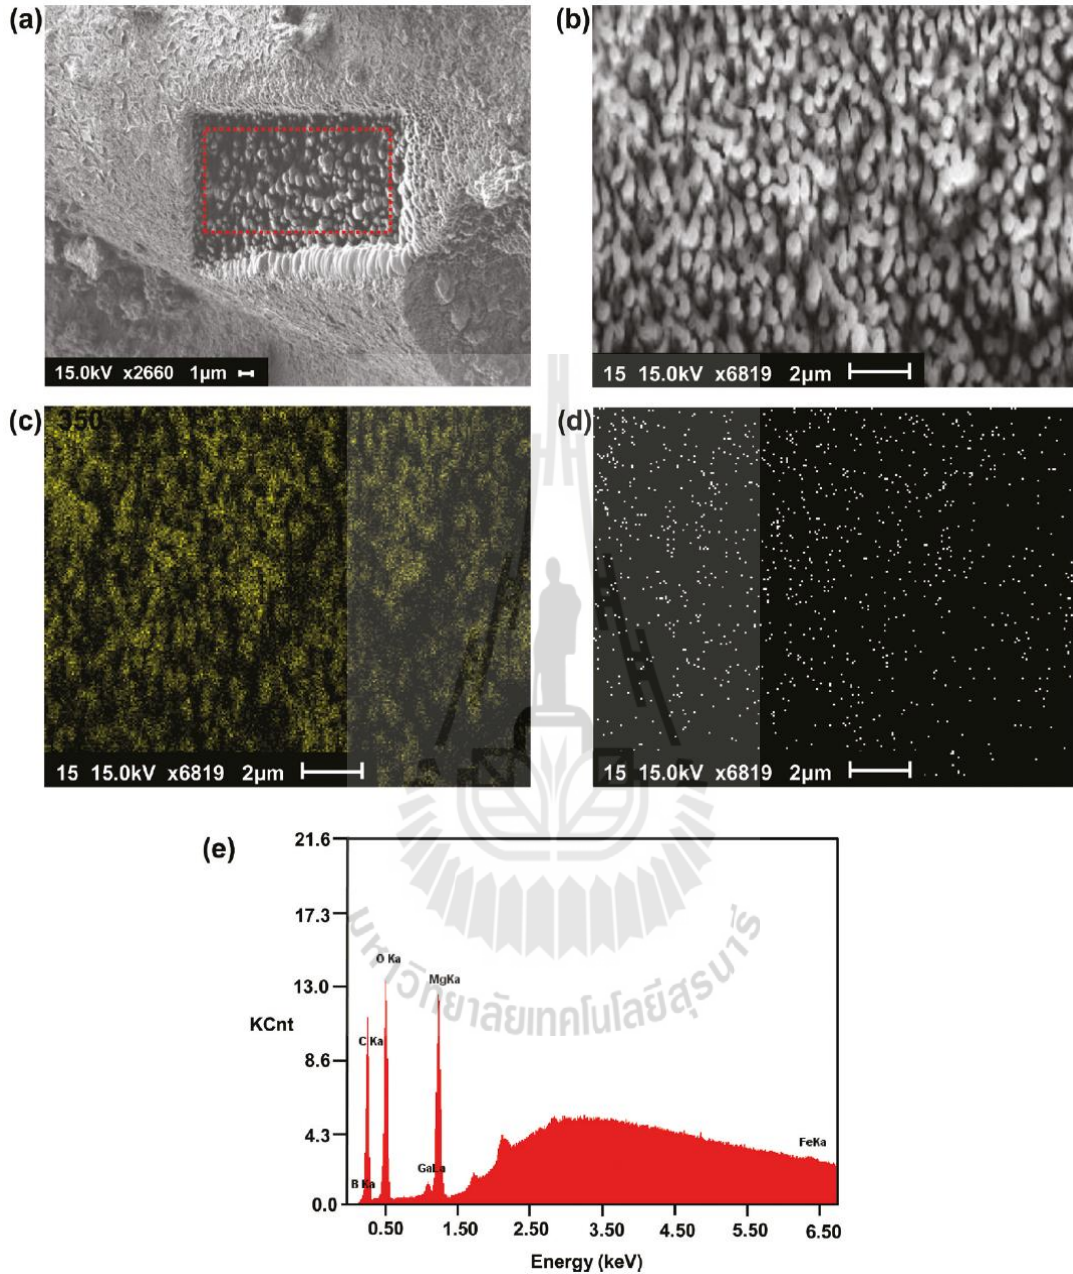 (a)
15.0kV x2660 1µm
(b)
15 15.0kV x6819 2µm
(c) 350
15 15.0kV x6819 2µm
(d)
15 15.0kV x6819 2µm
(e)
21.6
17.3
13.0
8.6
4.3
0.0
KCnt
O Ka
MgKa
C Ka
GaLa
B Ka
FeKa
0.50 1.50 2.50 3.50 4.50 5.50 6.50
Energy (keV)
มหาวิทยาลัยเทคโนโลยีสุรนารี